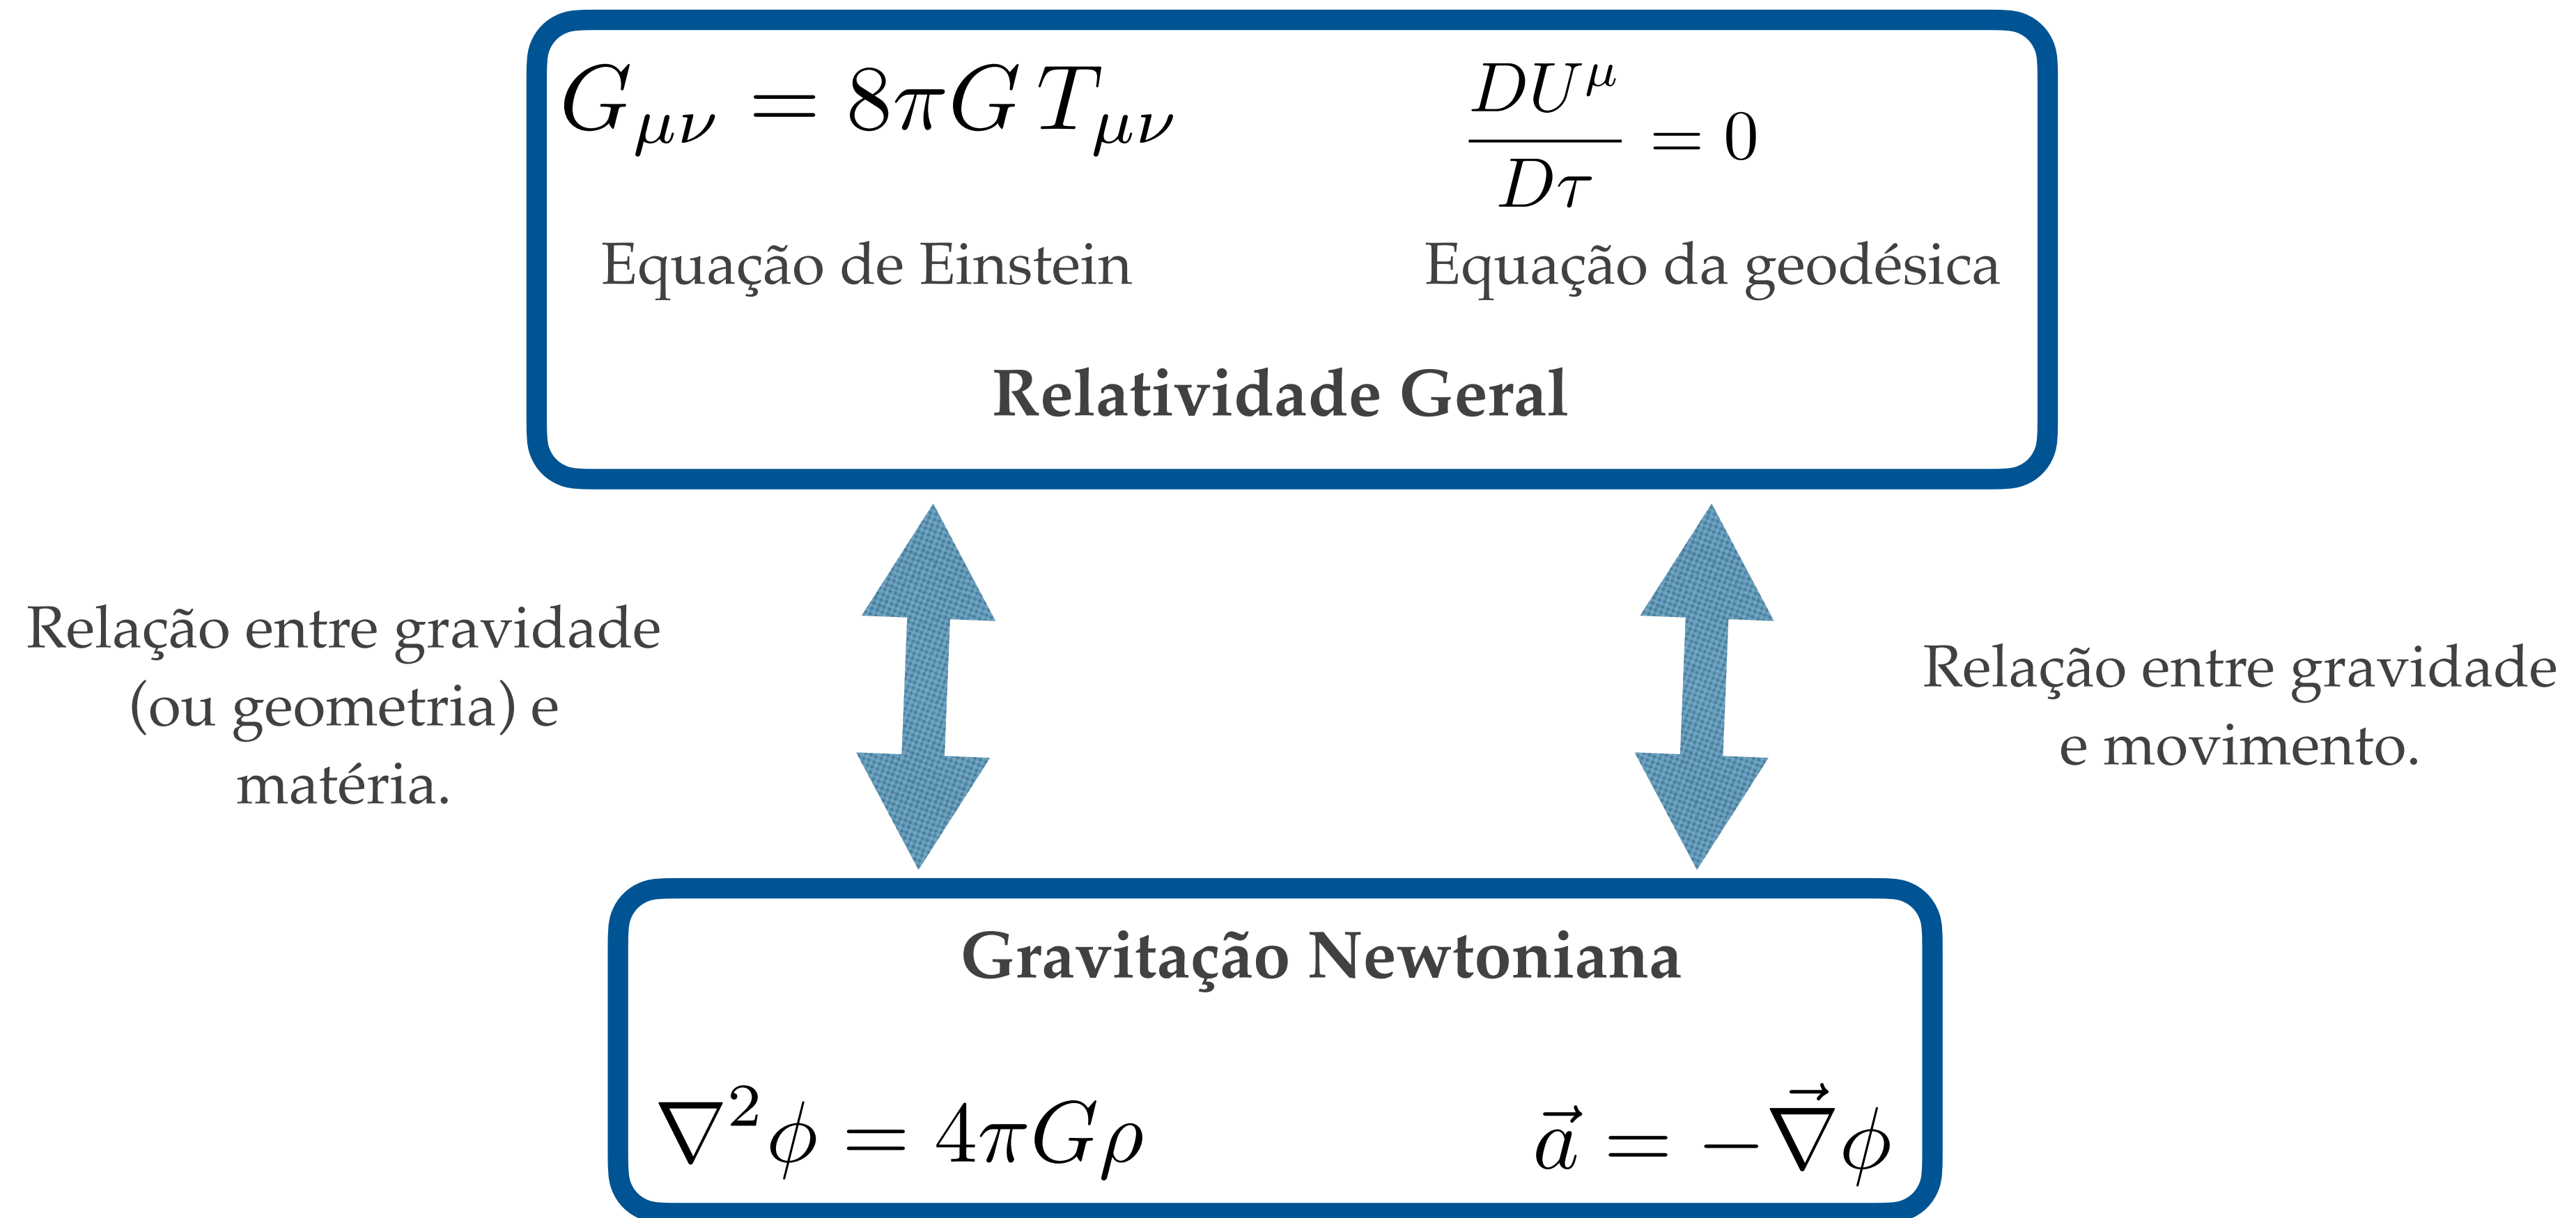 G_{μν} = 8πG T_{μν}
DU^μ/Dτ = 0
Equação de Einstein
Equação da geodésica
Relatividade Geral
Relação entre gravidade
(ou geometria) e
matéria.
Relação entre gravidade
e movimento.
Gravitação Newtoniana
∇²φ = 4πGρ
a⃗ = −∇⃗φ